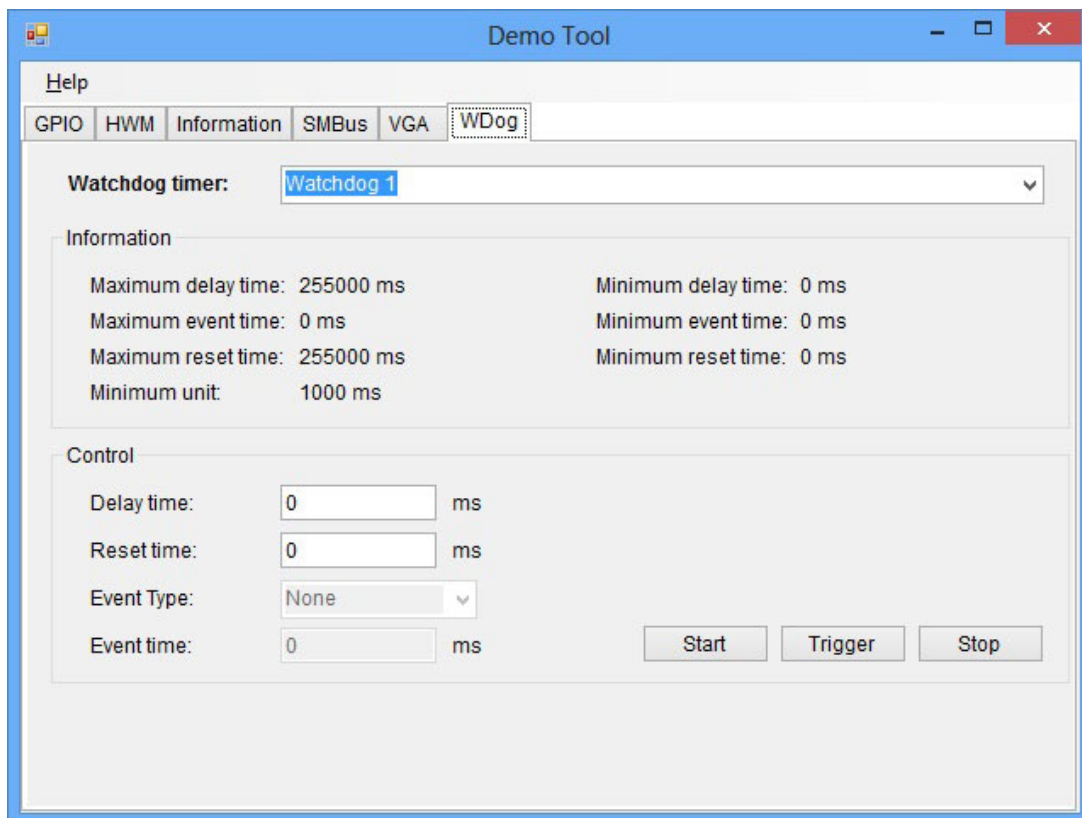 Demo Tool
Help
GPIO HWM Information SMBus VGA WDog
Watchdog timer: Watchdog 1
Information
Maximum delay time: 255000 ms Minimum delay time: 0 ms
Maximum event time: 0 ms Minimum event time: 0 ms
Maximum reset time: 255000 ms Minimum reset time: 0 ms
Minimum unit: 1000 ms
Control
Delay time: 0 ms
Reset time: 0 ms
Event Type: None
Event time: 0 ms Start Trigger Stop